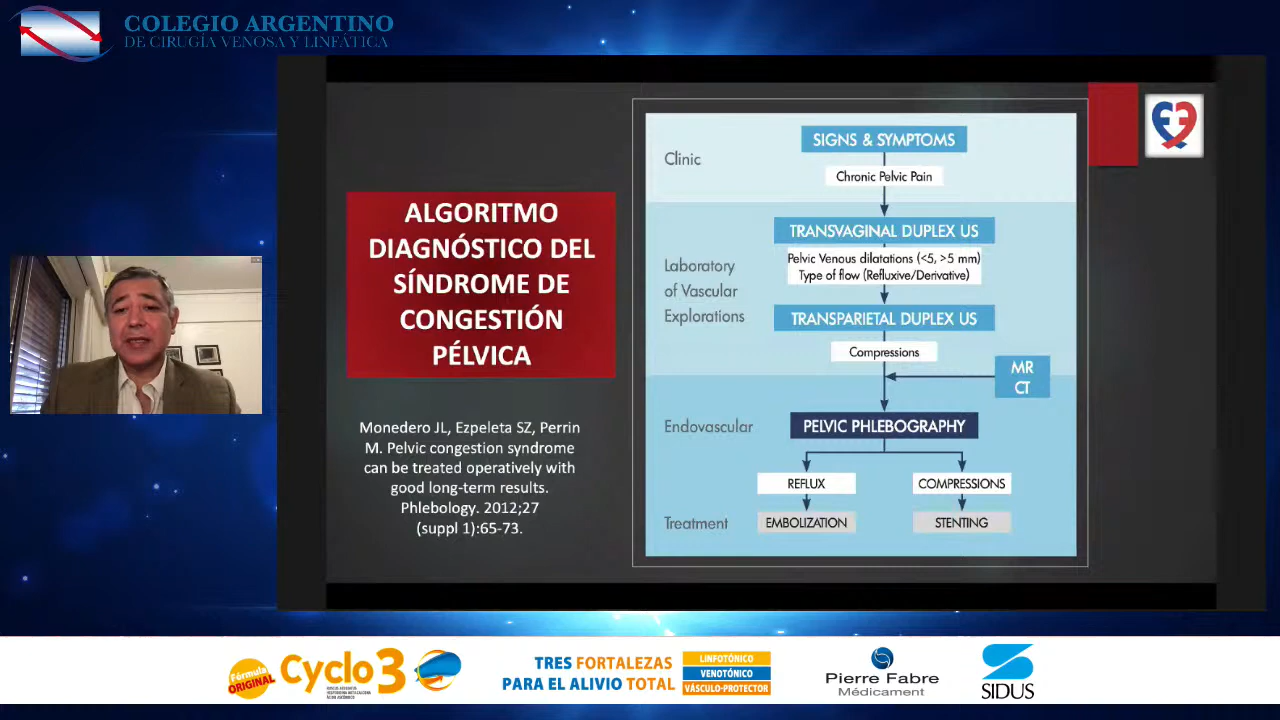 COLEGIO ARGENTINO
DE CIRUGÍA VENOSA Y LINFÁTICA
ALGORITMO
DIAGNÓSTICO DEL
SÍNDROME DE
CONGESTIÓN
PÉLVICA
Monedero JL, Ezpeleta SZ, Perrin
M. Pelvic congestion syndrome
can be treated operatively with
good long-term results.
Phlebology. 2012;27
(suppl 1):65-73.
Clinic
SIGNS & SYMPTOMS
Chronic Pelvic Pain
Laboratory
of Vascular
Explorations
TRANSVAGINAL DUPLEX US
Pelvic Venous dilatations (<5, >5 mm)
Type of flow (Refluxive/Derivative)
TRANSPARIETAL DUPLEX US
Compressions
MR
CT
Endovascular
PELVIC PHLEBOGRAPHY
REFLUX
COMPRESSIONS
Treatment
EMBOLIZATION
STENTING
Fórmula
ORIGINAL
Cyclo 3
TRES FORTALEZAS
PARA EL ALIVIO TOTAL
LINFOTÓNICO
VENOTÓNICO
VÁSCULO-PROTECTOR
Pierre Fabre
Médicament
SIDUS